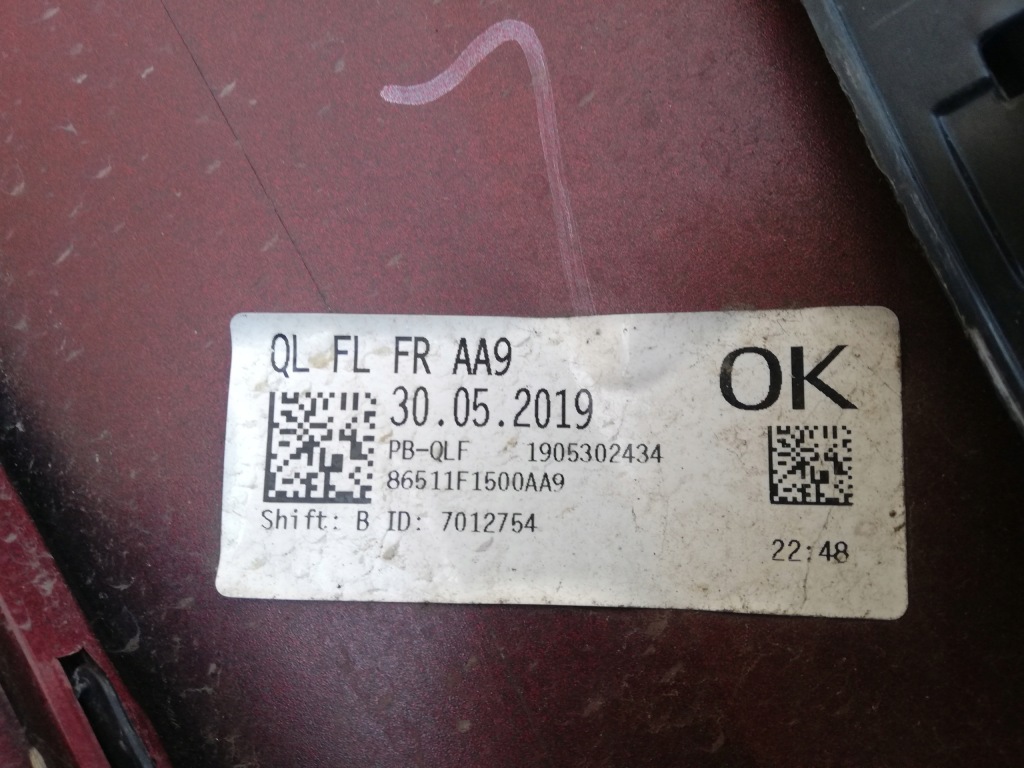 QL FL FR AA9
OK
30.05.2019
PB-QLF 1905302434
86511F1500AA9
Shift: B ID: 7012754
22:48